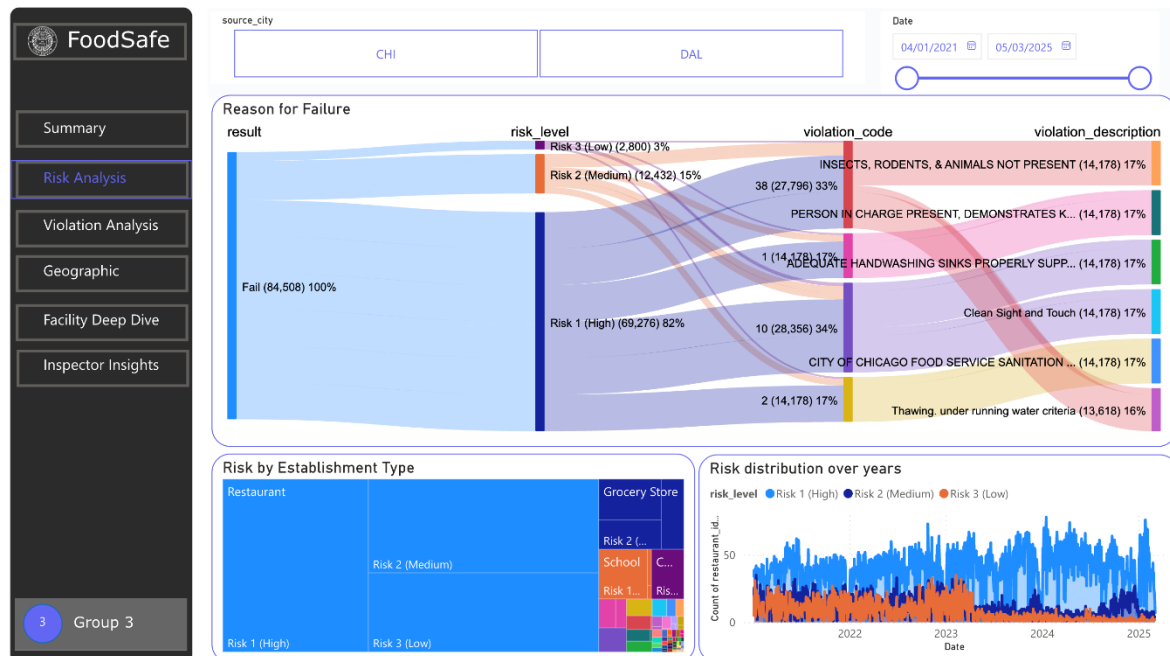 FoodSafe
Summary
Risk Analysis
Violation Analysis
Geographic
Facility Deep Dive
Inspector Insights
3 Group 3
source_city
CHI
DAL
Date
04/01/2021
05/03/2025
Reason for Failure
result
risk_level
violation_code
violation_description
Fail (84,508) 100%
Risk 3 (Low) (2,800) 3%
Risk 2 (Medium) (12,432) 15%
Risk 1 (High) (69,276) 82%
38 (27,796) 33%
1 (14,178) 17%
10 (28,356) 34%
2 (14,178) 17%
INSECTS, RODENTS, & ANIMALS NOT PRESENT (14,178) 17%
PERSON IN CHARGE PRESENT, DEMONSTRATES K... (14,178) 17%
ADEQUATE HANDWASHING SINKS PROPERLY SUPP... (14,178) 17%
Clean Sight and Touch (14,178) 17%
CITY OF CHICAGO FOOD SERVICE SANITATION ... (14,178) 17%
Thawing. under running water criteria (13,618) 16%
Risk by Establishment Type
Restaurant
Risk 1 (High)
Risk 2 (Medium)
Risk 3 (Low)
Grocery Store
Risk 2 (...
School
Risk 1...
C...
Ris...
Risk distribution over years
risk_level Risk 1 (High) Risk 2 (Medium) Risk 3 (Low)
Count of restaurant_id...
50
0
2022
2023
2024
2025
Date